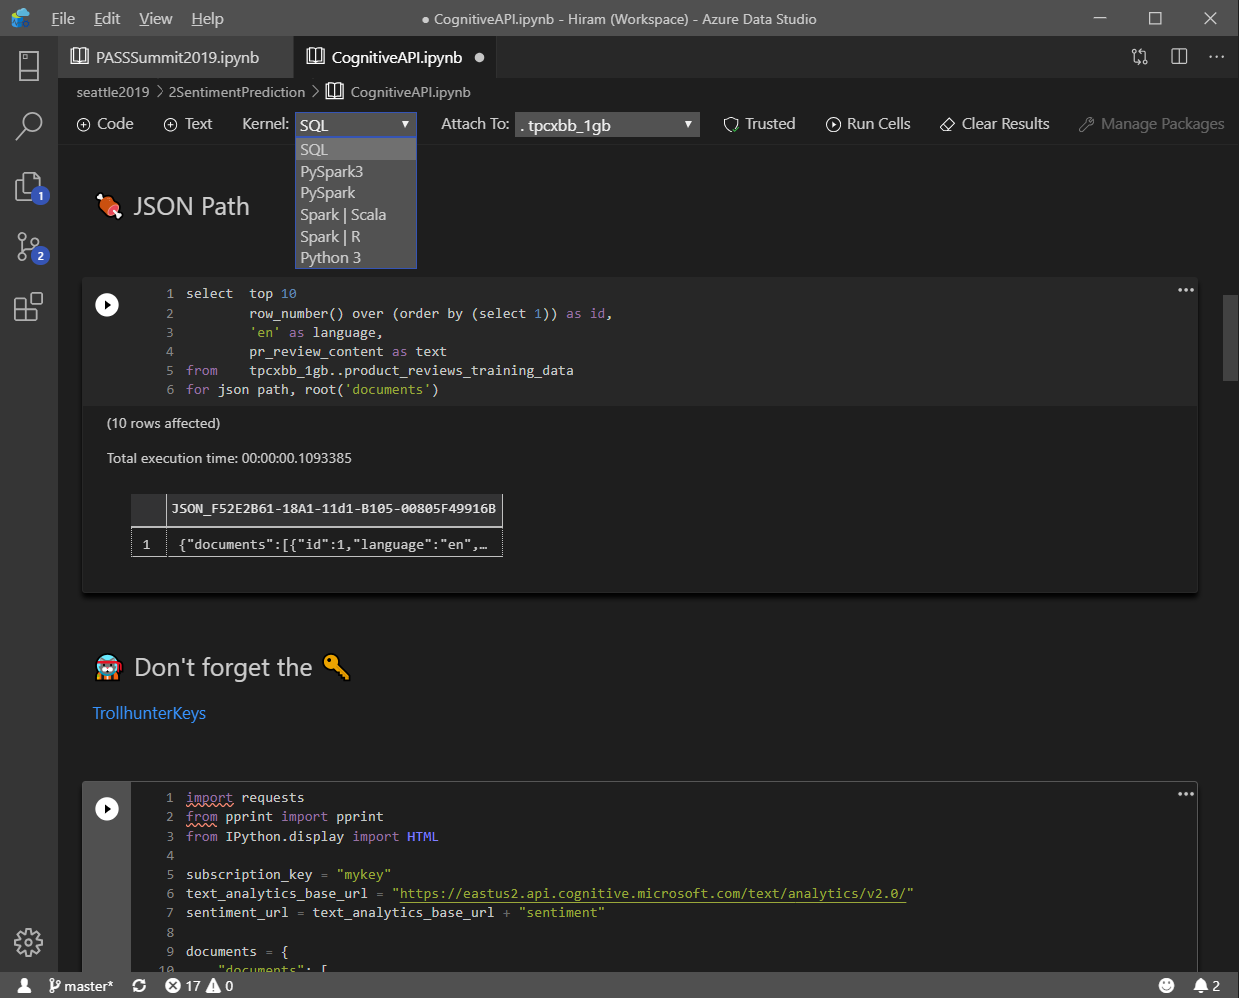 File Edit View Help ● CognitiveAPI.ipynb - Hiram (Workspace) - Azure Data Studio
PASSSummit2019.ipynb CognitiveAPI.ipynb ●
seattle2019 > 2SentimentPrediction > CognitiveAPI.ipynb
Code Text Kernel: SQL Attach To: . tpcxbb_1gb Trusted Run Cells Clear Results Manage Packages
SQL
PySpark3
PySpark
Spark | Scala
Spark | R
Python 3
1
2
JSON Path
1 select top 10
2 row_number() over (order by (select 1)) as id,
3 'en' as language,
4 pr_review_content as text
5 from tpcxbb_1gb..product_reviews_training_data
6 for json path, root('documents')
(10 rows affected)
Total execution time: 00:00:00.1093385
JSON_F52E2B61-18A1-11d1-B105-00805F49916B
1 {"documents":[{"id":1,"language":"en",…
Don't forget the
TrollhunterKeys
1 import requests
2 from pprint import pprint
3 from IPython.display import HTML
4
5 subscription_key = "mykey"
6 text_analytics_base_url = "https://eastus2.api.cognitive.microsoft.com/text/analytics/v2.0/"
7 sentiment_url = text_analytics_base_url + "sentiment"
8
9 documents = {
10 "documents": [
master* 17 0 2